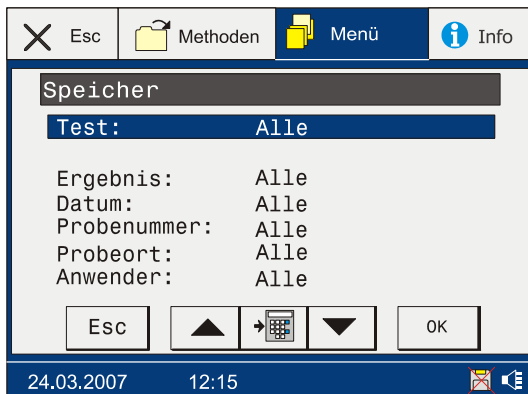 Esc Methoden Menü Info
Speicher
Test: Alle
Ergebnis: Alle
Datum: Alle
Probenummer: Alle
Probeort: Alle
Anwender: Alle
Esc OK
24.03.2007 12:15